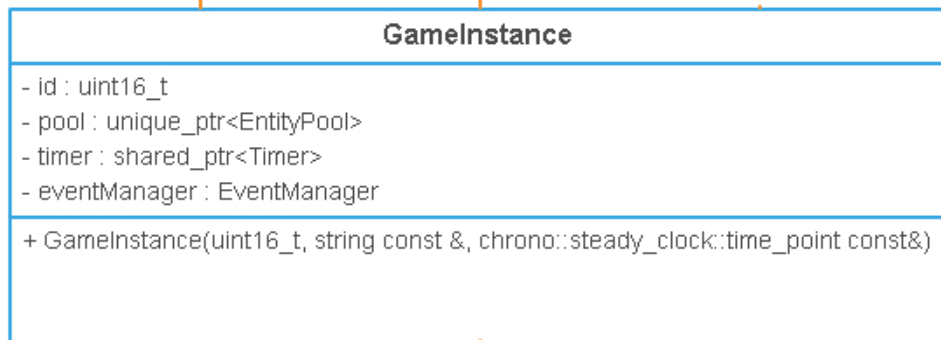 GameInstance
- id : uint16_t
- pool : unique_ptr<EntityPool>
- timer : shared_ptr<Timer>
- eventManager : EventManager
+ GameInstance(uint16_t, string const &, chrono::steady_clock::time_point const&)